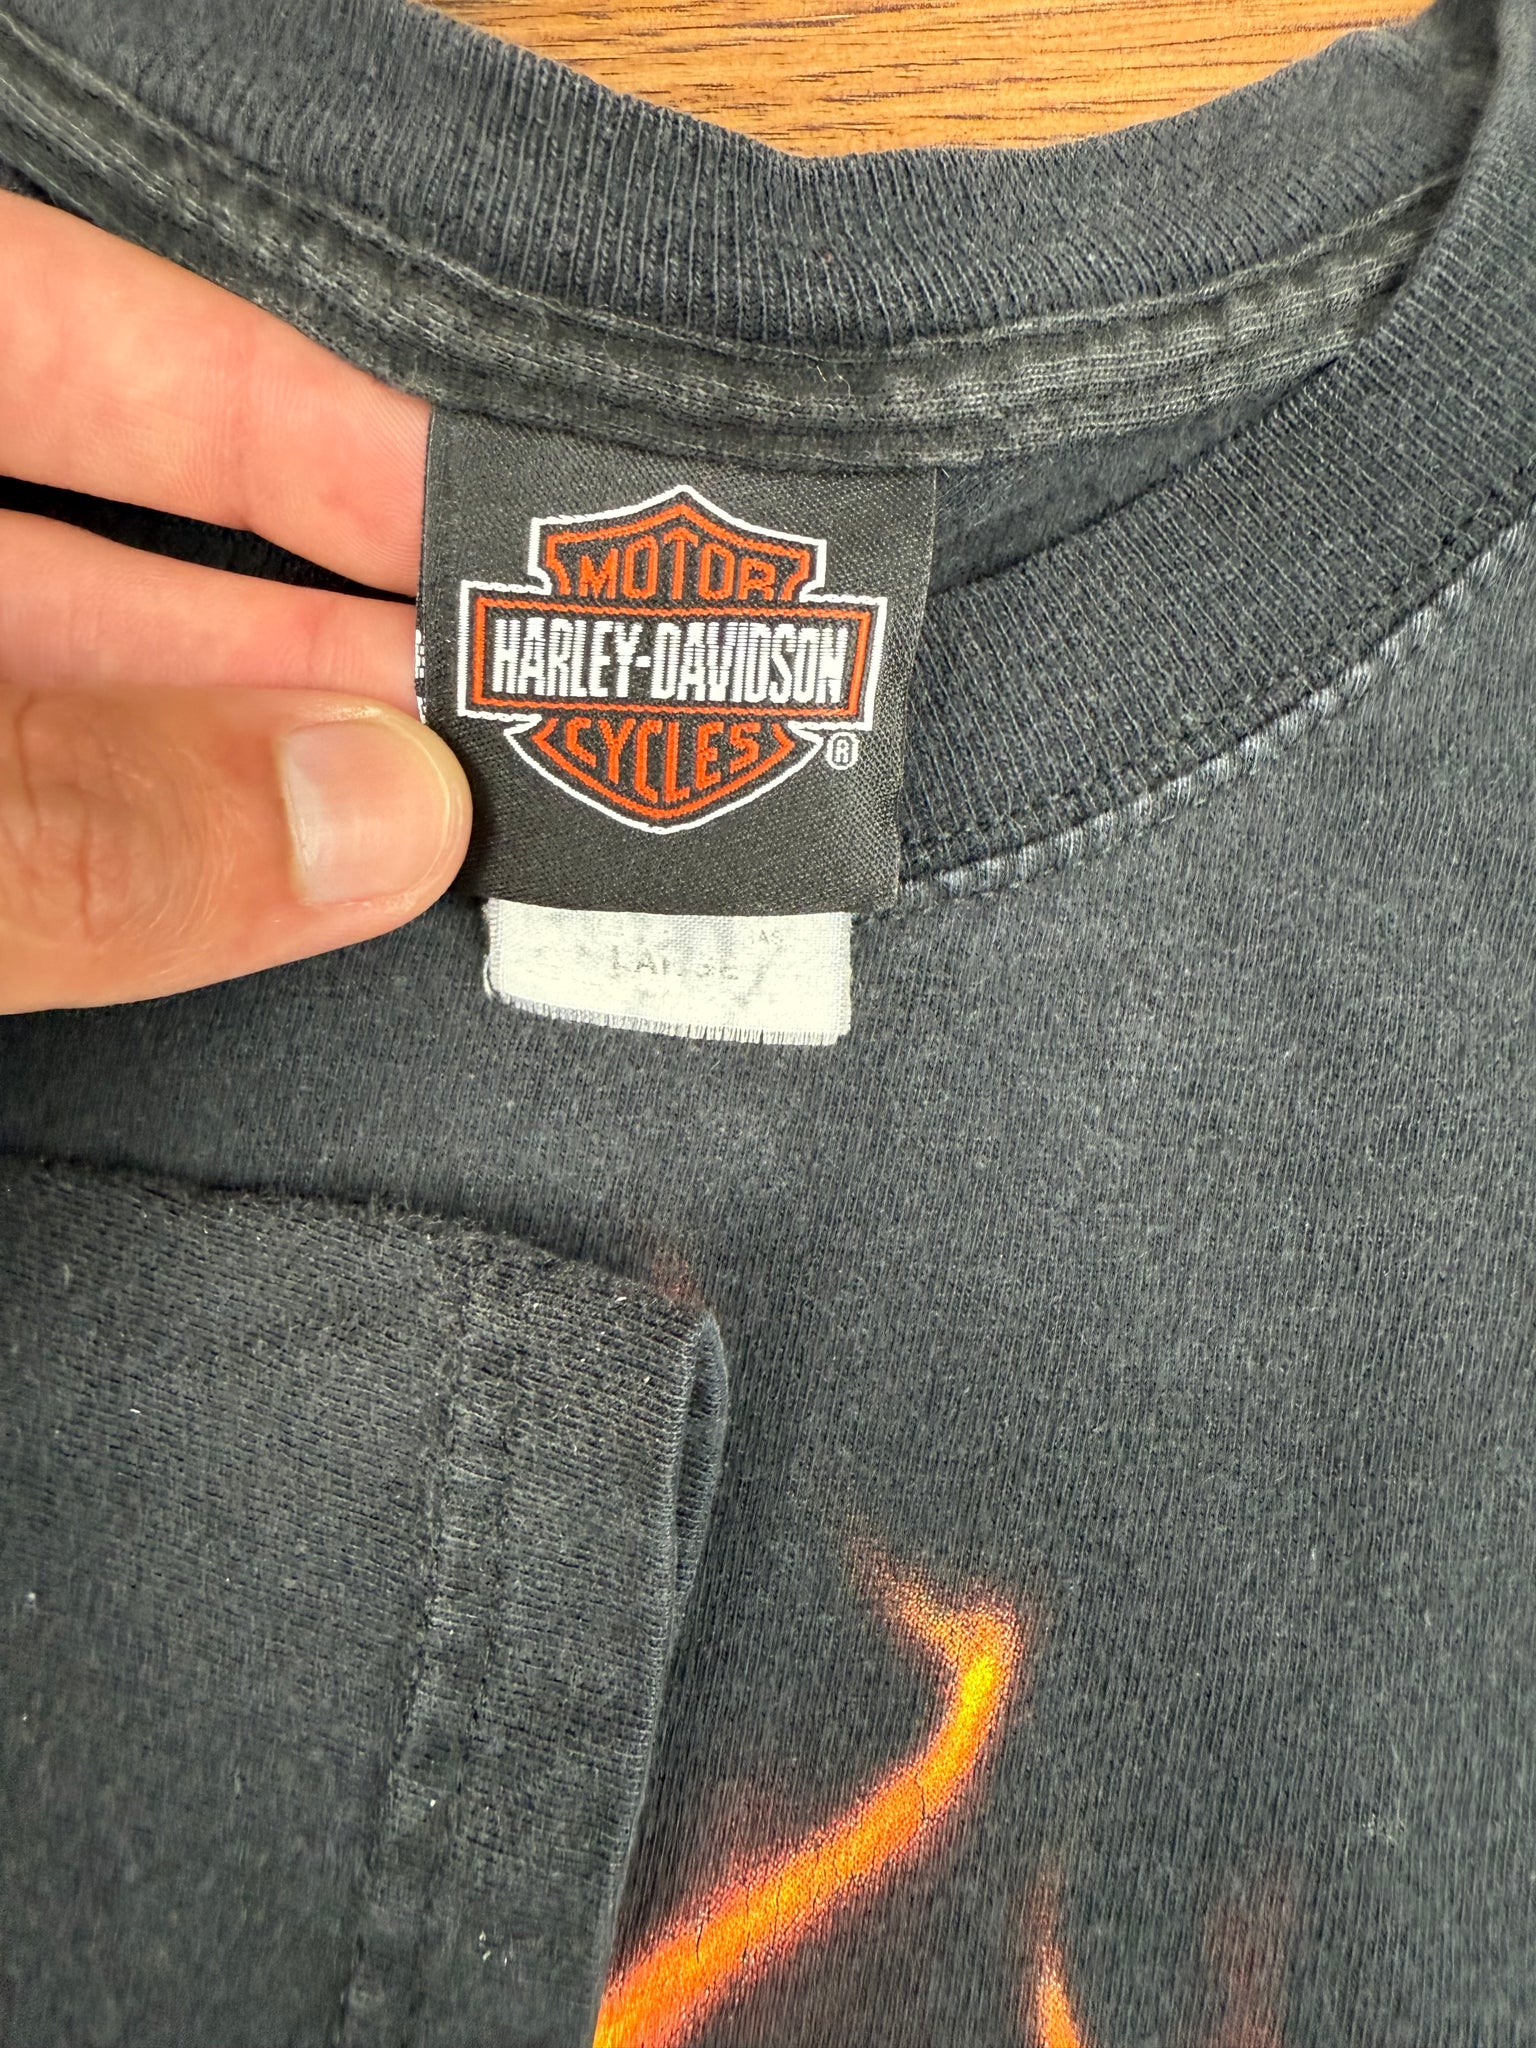 MOTOR
HARLEY-DAVIDSON
CYCLES
®
LARGE